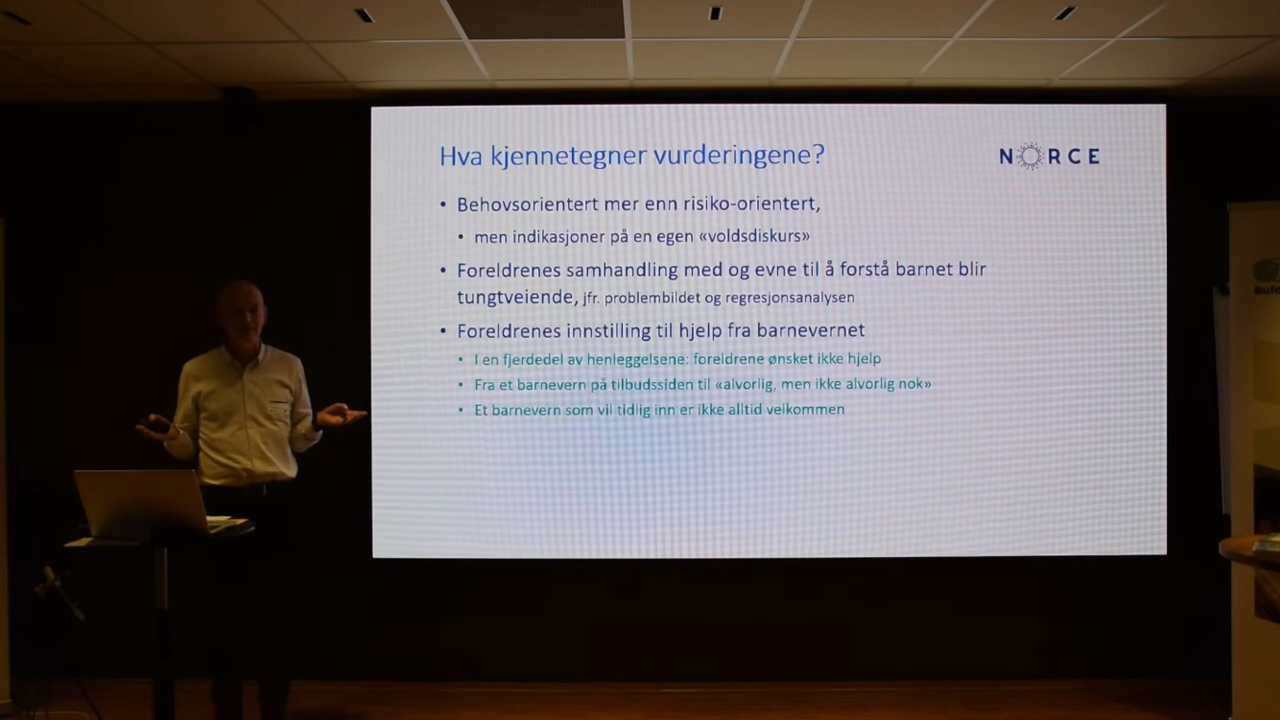 Hva kjennetegner vurderingene?
NORCE
• Behovsorientert mer enn risiko-orientert,
• men indikasjoner på en egen «voldsdiskurs»
• Foreldrenes samhandling med og evne til å forstå barnet blir
tungtveiende, jfr. problembildet og regresjonsanalysen
• Foreldrenes innstilling til hjelp fra barnevernet
• I en fjerdedel av henleggelsene: foreldrene ønsket ikke hjelp
• Fra et barnevern på tilbudssiden til «alvorlig, men ikke alvorlig nok»
• Et barnevern som vil tidlig inn er ikke alltid velkommen